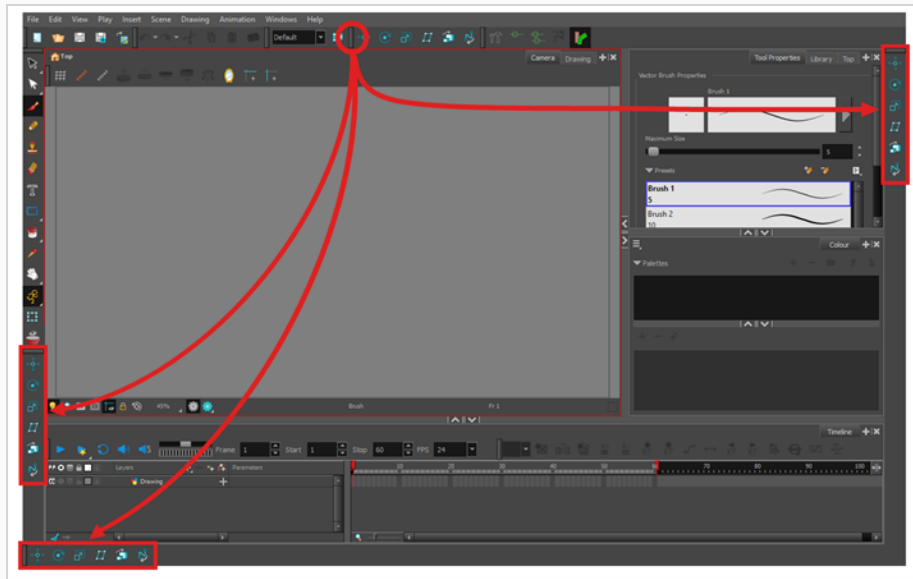 File Edit View Play Insert Scene Drawing Animation Windows Help
Default
Top
Camera Drawing
Tool Properties Library Top
Vector Brush Properties
Brush 1
Maximum Size
5
Presets
Brush 1
5
Brush 2
10
Colour
Palettes
45%
Brush
Fr 1
Timeline
Frame 1 Start 1 Stop 60 FPS 24
Layers
Parameters
10 20 30 40 50 60 70 80 90 100
Drawing